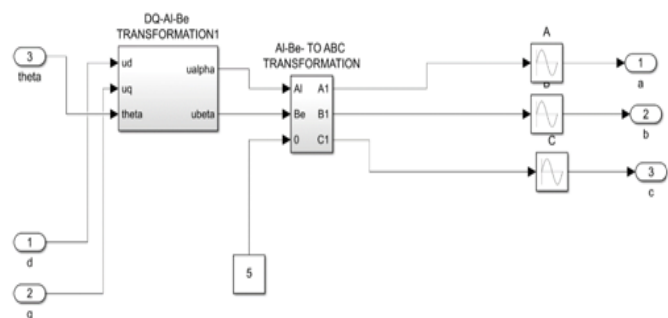 DQ-Al-Be
TRANSFORMATION1
Al-Be- TO ABC
TRANSFORMATION
A
3
theta
ud
uq
theta
ualpha
ubeta
Al
Be
0
A1
B1
C1
1
a
2
b
C
3
c
1
d
2
5